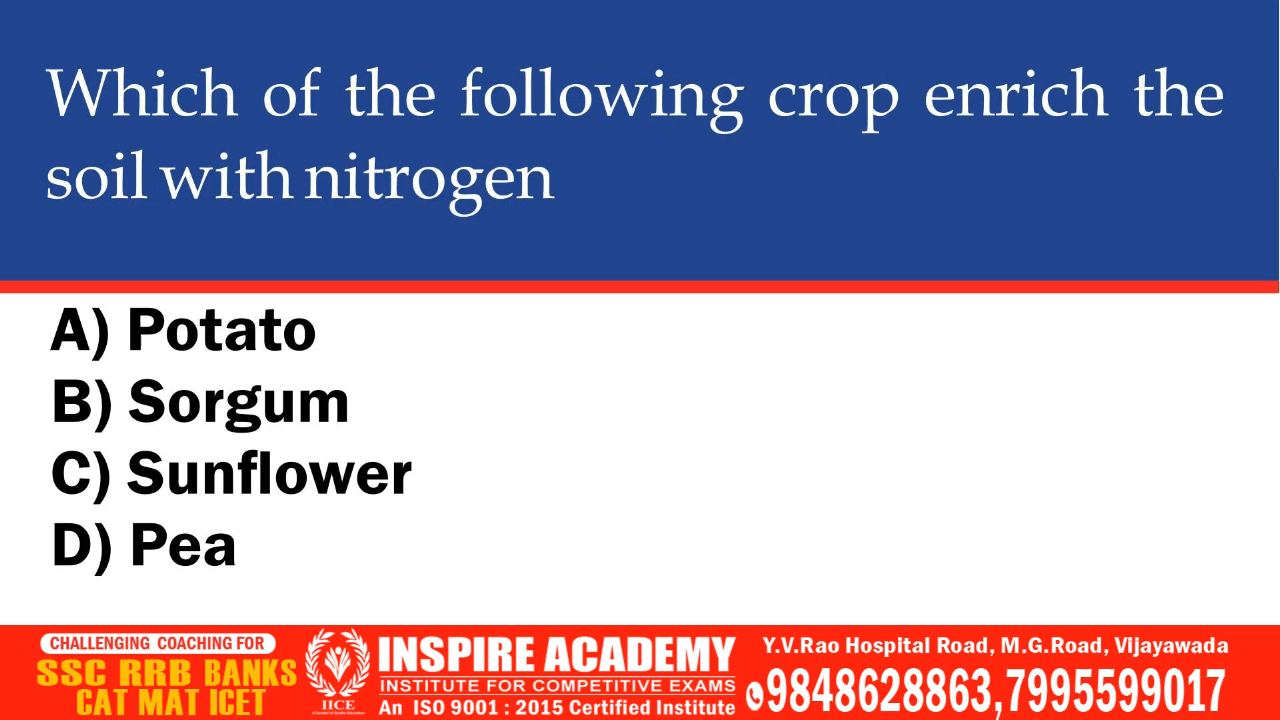 Which of the following crop enrich the
soil with nitrogen
A) Potato
B) Sorgum
C) Sunflower
D) Pea
CHALLENGING COACHING FOR
SSC RRB BANKS
CAT MAT ICET
IICE
INSPIRE ACADEMY
INSTITUTE FOR COMPETITIVE EXAMS
An ISO 9001 : 2015 Certified Institute
Y.V.Rao Hospital Road, M.G.Road, Vijayawada
9848628863,7995599017